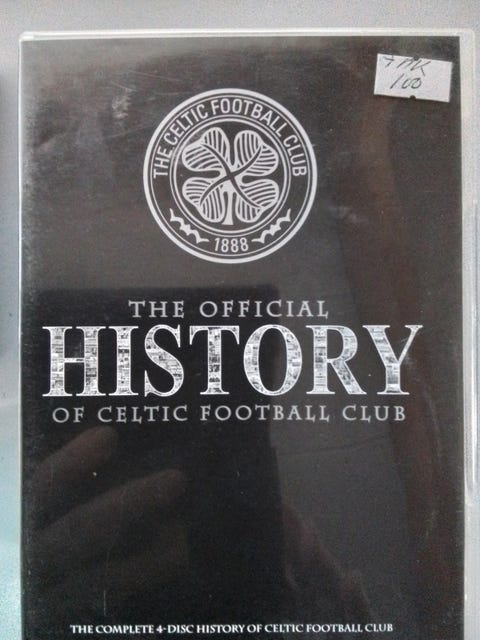 THE CELTIC FOOTBALL CLUB
1888
100
THE OFFICIAL
HISTORY
OF CELTIC FOOTBALL CLUB
THE COMPLETE 4-DISC HISTORY OF CELTIC FOOTBALL CLUB